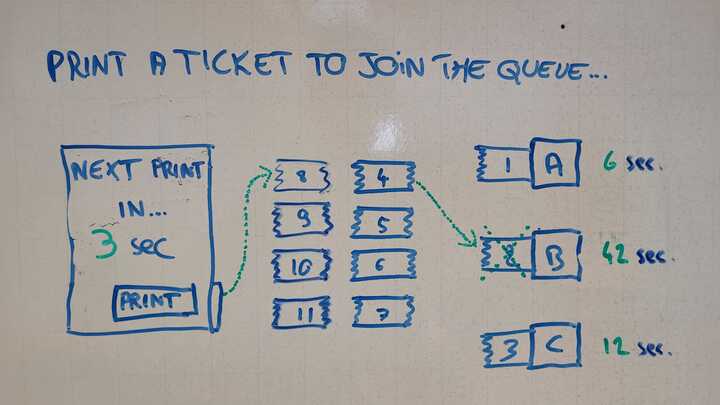 PRINT A TICKET TO JOIN THE QUEUE...
NEXT PRINT
IN...
3 sec
PRINT
8
9
10
11
4
5
6
7
1 A 6 sec.
B 42 sec.
3 C 12 sec.